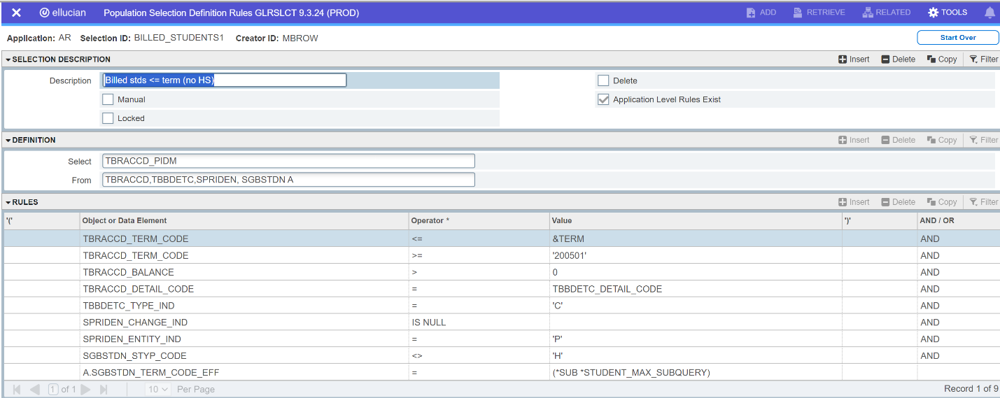 ellucian Population Selection Definition Rules GLRSLCT 9.3.24 (PROD) ADD RETRIEVE RELATED TOOLS
Application: AR Selection ID: BILLED_STUDENTS1 Creator ID: MBROW Start Over
SELECTION DESCRIPTION Insert Delete Copy Filter
Description Billed stds <= term (no HS) Delete
Manual Application Level Rules Exist
Locked
DEFINITION Insert Delete Copy Filter
Select TBRACCD_PIDM
From TBRACCD,TBBDETC,SPRIDEN, SGBSTDN A
RULES Insert Delete Copy Filter
'(' Object or Data Element Operator * Value ')' AND / OR
TBRACCD_TERM_CODE <= &TERM AND
TBRACCD_TERM_CODE >= '200501' AND
TBRACCD_BALANCE > 0 AND
TBRACCD_DETAIL_CODE = TBBDETC_DETAIL_CODE AND
TBBDETC_TYPE_IND = 'C' AND
SPRIDEN_CHANGE_IND IS NULL AND
SPRIDEN_ENTITY_IND = 'P' AND
SGBSTDN_STYP_CODE <> 'H' AND
A.SGBSTDN_TERM_CODE_EFF = (*SUB *STUDENT_MAX_SUBQUERY)
1 of 1 10 Per Page Record 1 of 9